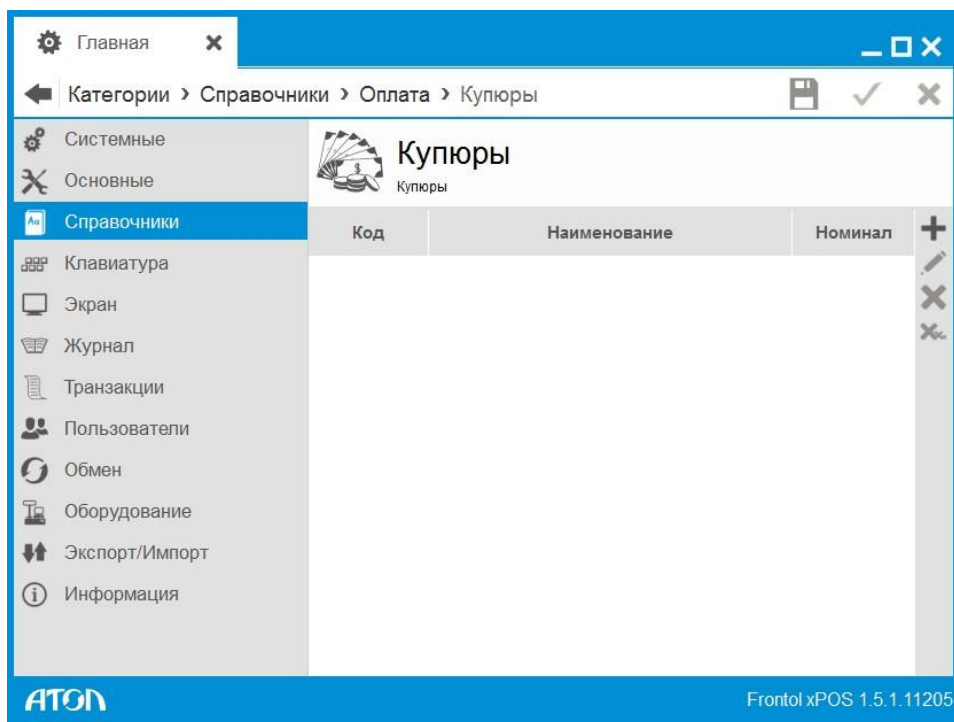 Главная
Категории › Справочники › Оплата › Купюры
Системные
Основные
Справочники
Клавиатура
Экран
Журнал
Транзакции
Пользователи
Обмен
Оборудование
Экспорт/Импорт
Информация
Купюры
Купюры
Код Наименование Номинал
АТОЛ
Frontol xPOS 1.5.1.11205